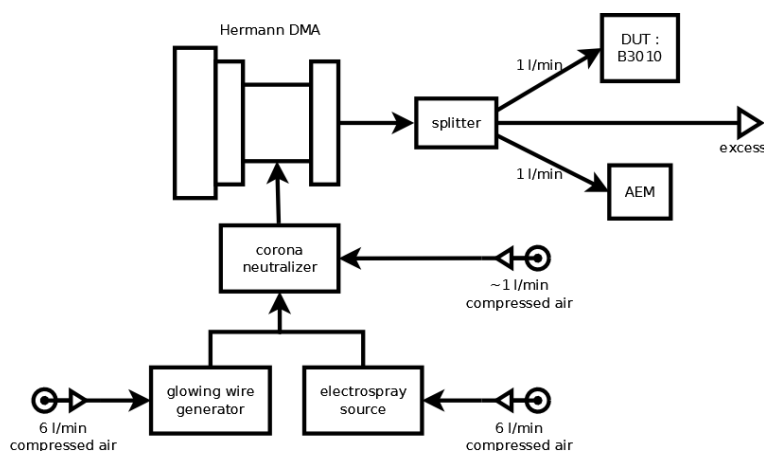 Hermann DMA
DUT :
B3010
1 l/min
splitter
excess
1 l/min
AEM
corona
neutralizer
~1 l/min
compressed air
glowing wire
generator
electrospray
source
6 l/min
compressed air
6 l/min
compressed air